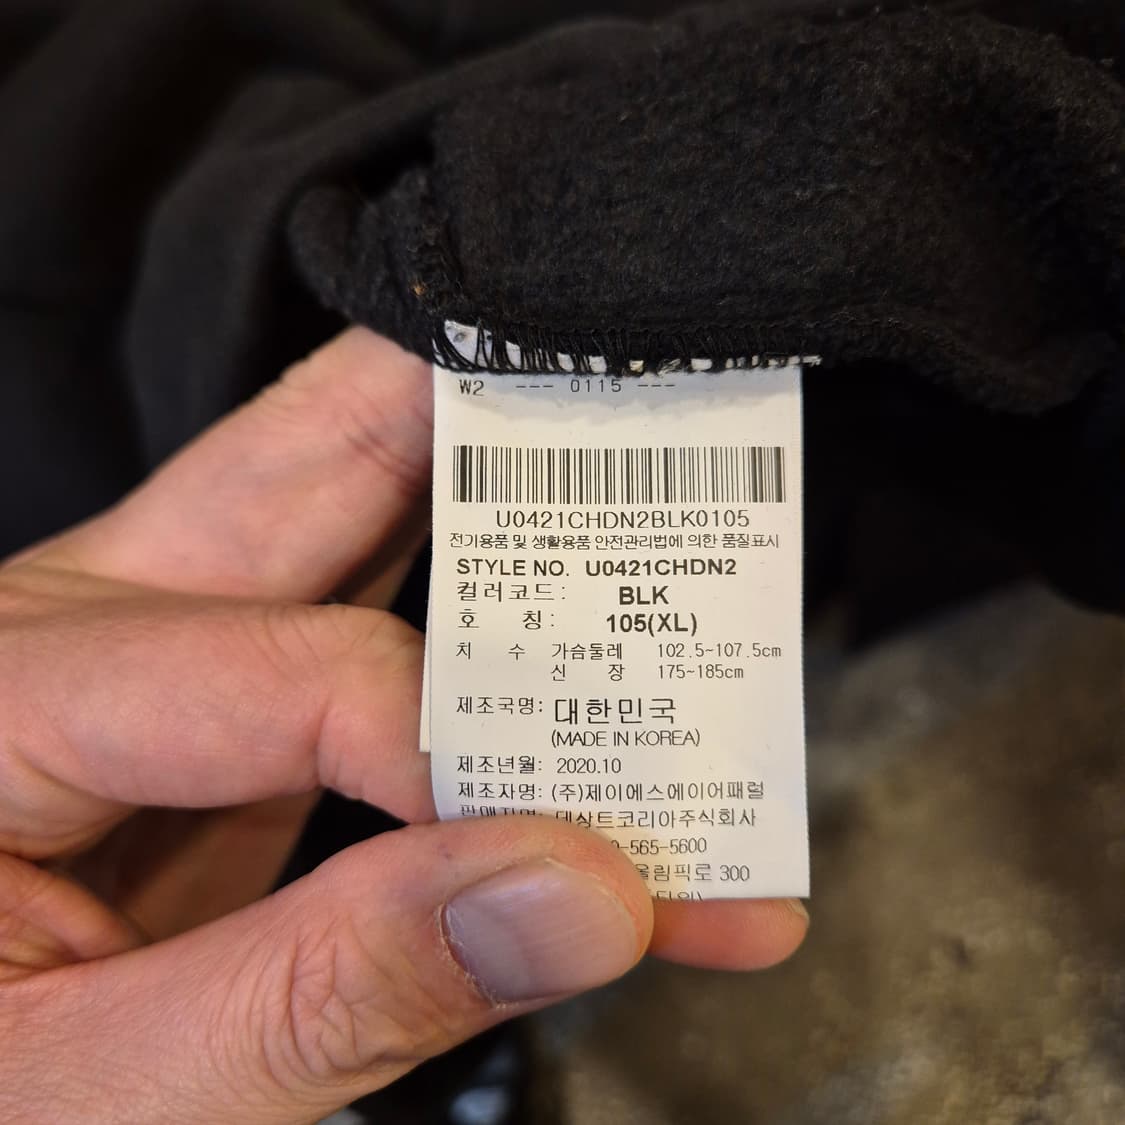 W2 --- 0115 ---
U0421CHDN2BLK0105
전기용품 및 생활용품 안전관리법에 의한 품질표시
STYLE NO. U0421CHDN2
컬러코드: BLK
호 칭: 105(XL)
치 수 가슴둘레 102.5~107.5cm
신 장 175~185cm
제조국명: 대한민국
(MADE IN KOREA)
제조년월: 2020.10
제조자명: (주)제이에스에이어패럴
판매자명: 데상트코리아주식회사
-565-5600
올림픽로 300